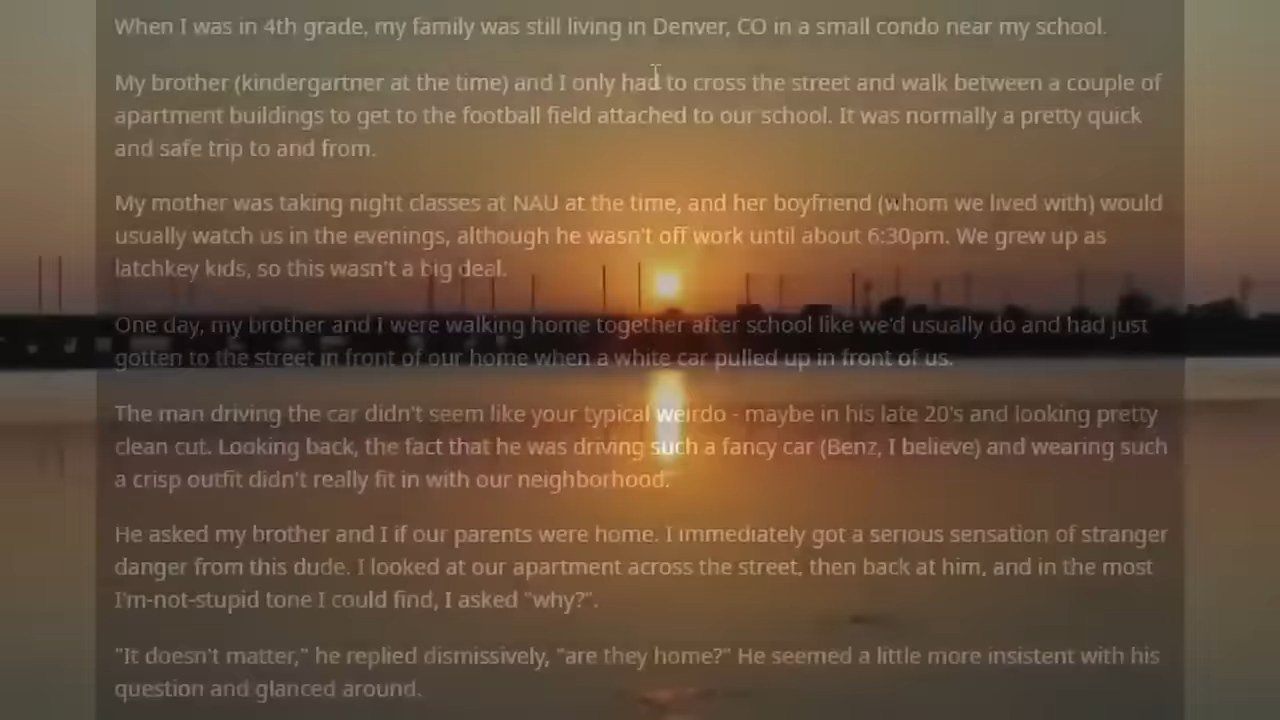 When I was in 4th grade, my family was still living in Denver, CO in a small condo near my school.
My brother (kindergartner at the time) and I only had to cross the street and walk between a couple of
apartment buildings to get to the football field attached to our school. It was normally a pretty quick
and safe trip to and from.
My mother was taking night classes at NAU at the time, and her boyfriend (whom we lived with) would
usually watch us in the evenings, although he wasn't off work until about 6:30pm. We grew up as
latchkey kids, so this wasn't a big deal.
One day, my brother and I were walking home together after school like we'd usually do and had just
gotten to the street in front of our home when a white car pulled up in front of us.
The man driving the car didn't seem like your typical weirdo - maybe in his late 20's and looking pretty
clean cut. Looking back, the fact that he was driving such a fancy car (Benz, I believe) and wearing such
a crisp outfit didn't really fit in with our neighborhood.
He asked my brother and I if our parents were home. I immediately got a serious sensation of stranger
danger from this dude. I looked at our apartment across the street, then back at him, and in the most
I'm-not-stupid tone I could find, I asked "why?".
"It doesn't matter," he replied dismissively, "are they home?" He seemed a little more insistent with his
question and glanced around.